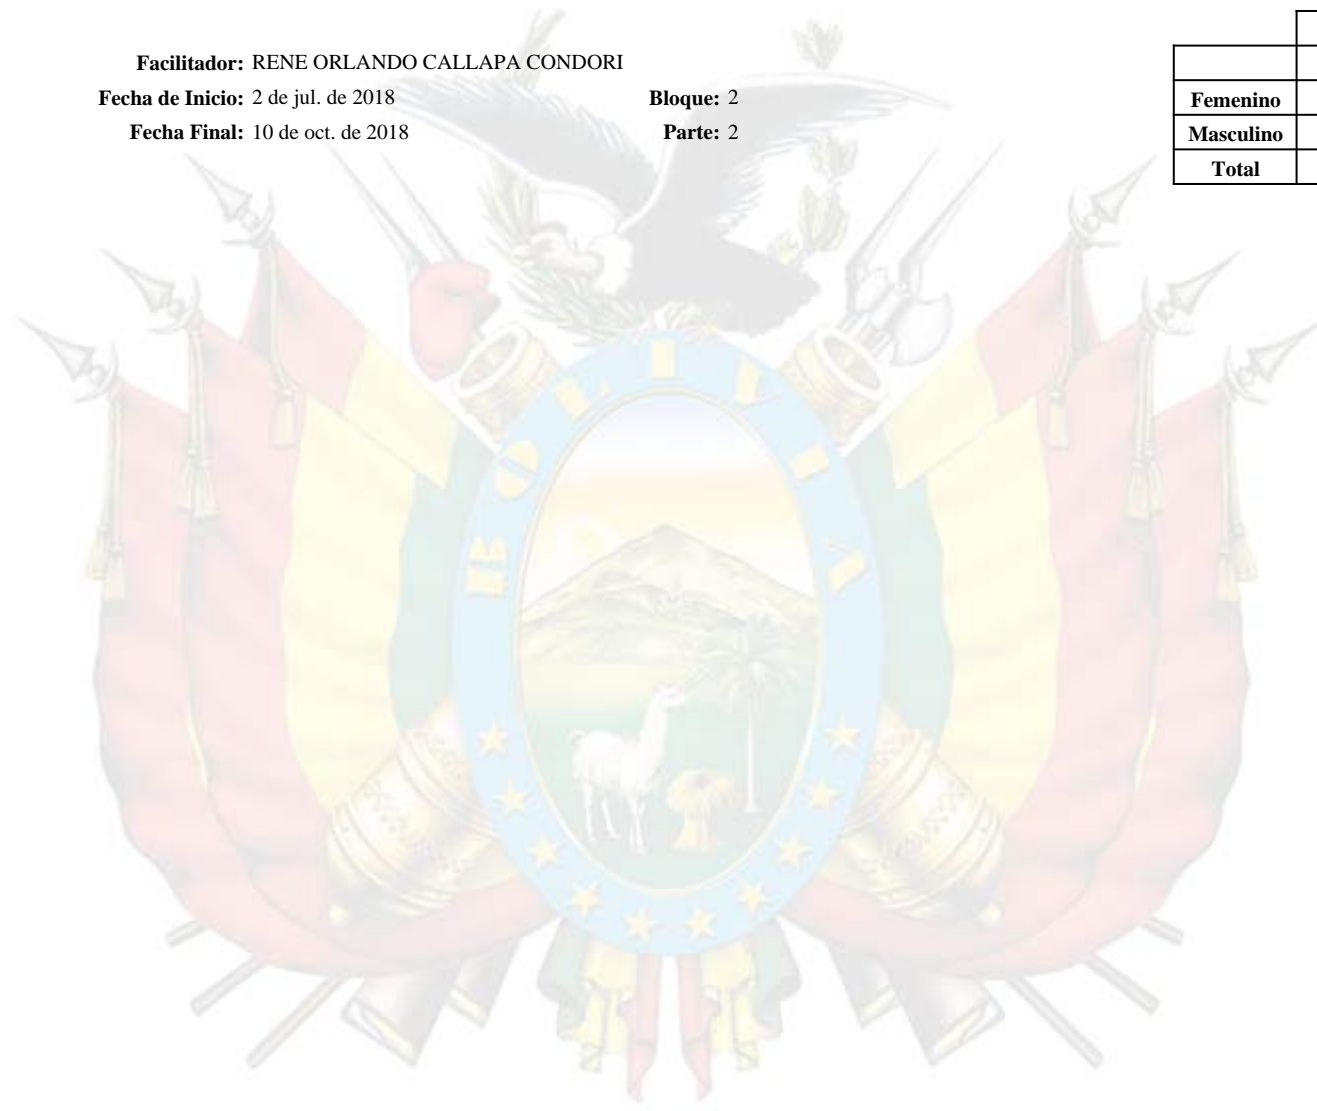 Facilitador: RENE ORLANDO CALLAPA CONDORI
Fecha de Inicio: 2 de jul. de 2018 Bloque: 2
Fecha Final: 10 de oct. de 2018 Parte: 2
Femenino
Masculino
Total
BOLIVIA